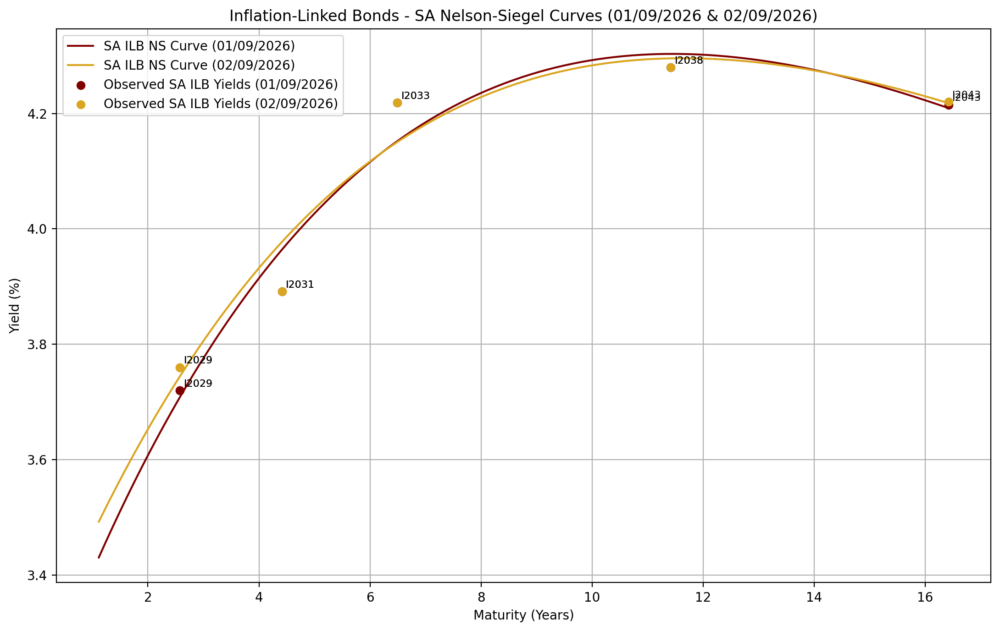 Inflation-Linked Bonds - SA Nelson-Siegel Curves (01/09/2026 & 02/09/2026)
SA ILB NS Curve (01/09/2026)
SA ILB NS Curve (02/09/2026)
Observed SA ILB Yields (01/09/2026)
Observed SA ILB Yields (02/09/2026)
I2038
I2033
I2043
I2043
I2031
I2029
I2029
4.2
4.0
3.8
3.6
3.4
Yield (%)
2 4 6 8 10 12 14 16
Maturity (Years)